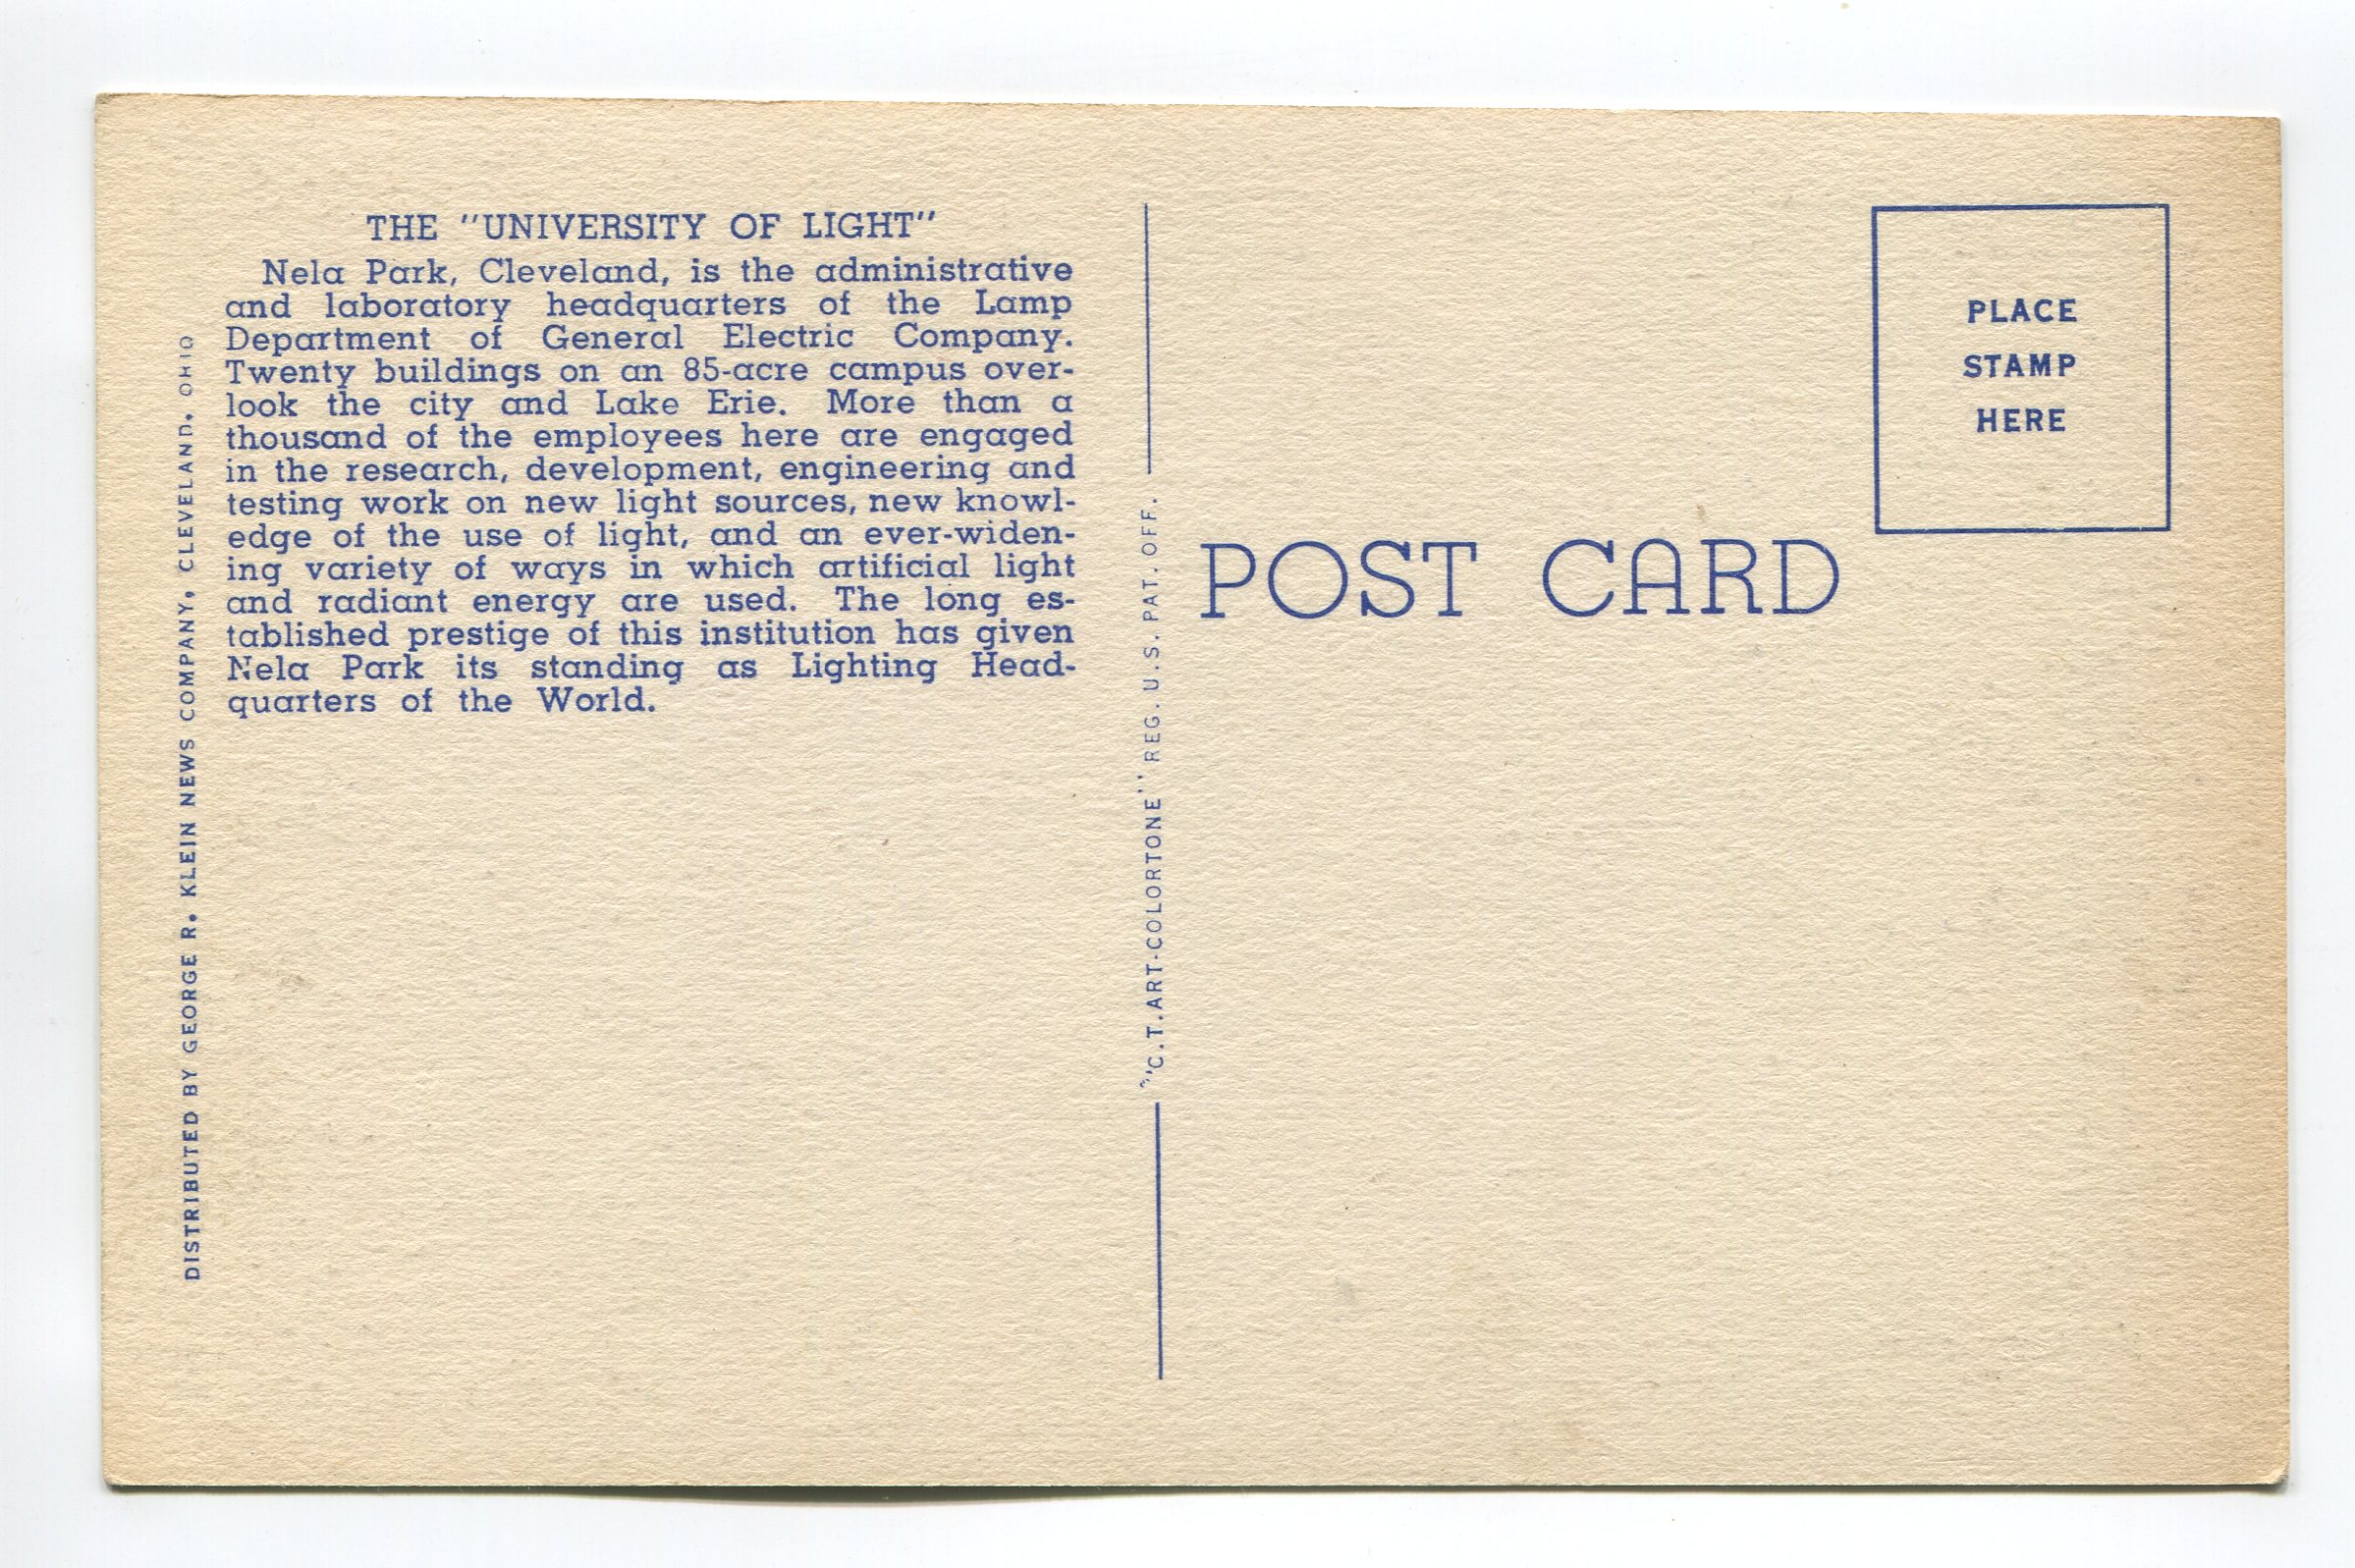 THE "UNIVERSITY OF LIGHT"
Nela Park, Cleveland, is the administrative
and laboratory headquarters of the Lamp
Department of General Electric Company.
Twenty buildings on an 85-acre campus over-
look the city and Lake Erie. More than a
thousand of the employees here are engaged
in the research, development, engineering and
testing work on new light sources, new knowl-
edge of the use of light, and an ever-widen-
ing variety of ways in which artificial light
and radiant energy are used. The long es-
tablished prestige of this institution has given
Nela Park its standing as Lighting Head-
quarters of the World.
DISTRIBUTED BY GEORGE R. KLEIN NEWS COMPANY, CLEVELAND, OHIO
"C.T.ART-COLORTONE" REG. U.S. PAT. OFF.
POST CARD
PLACE
STAMP
HERE